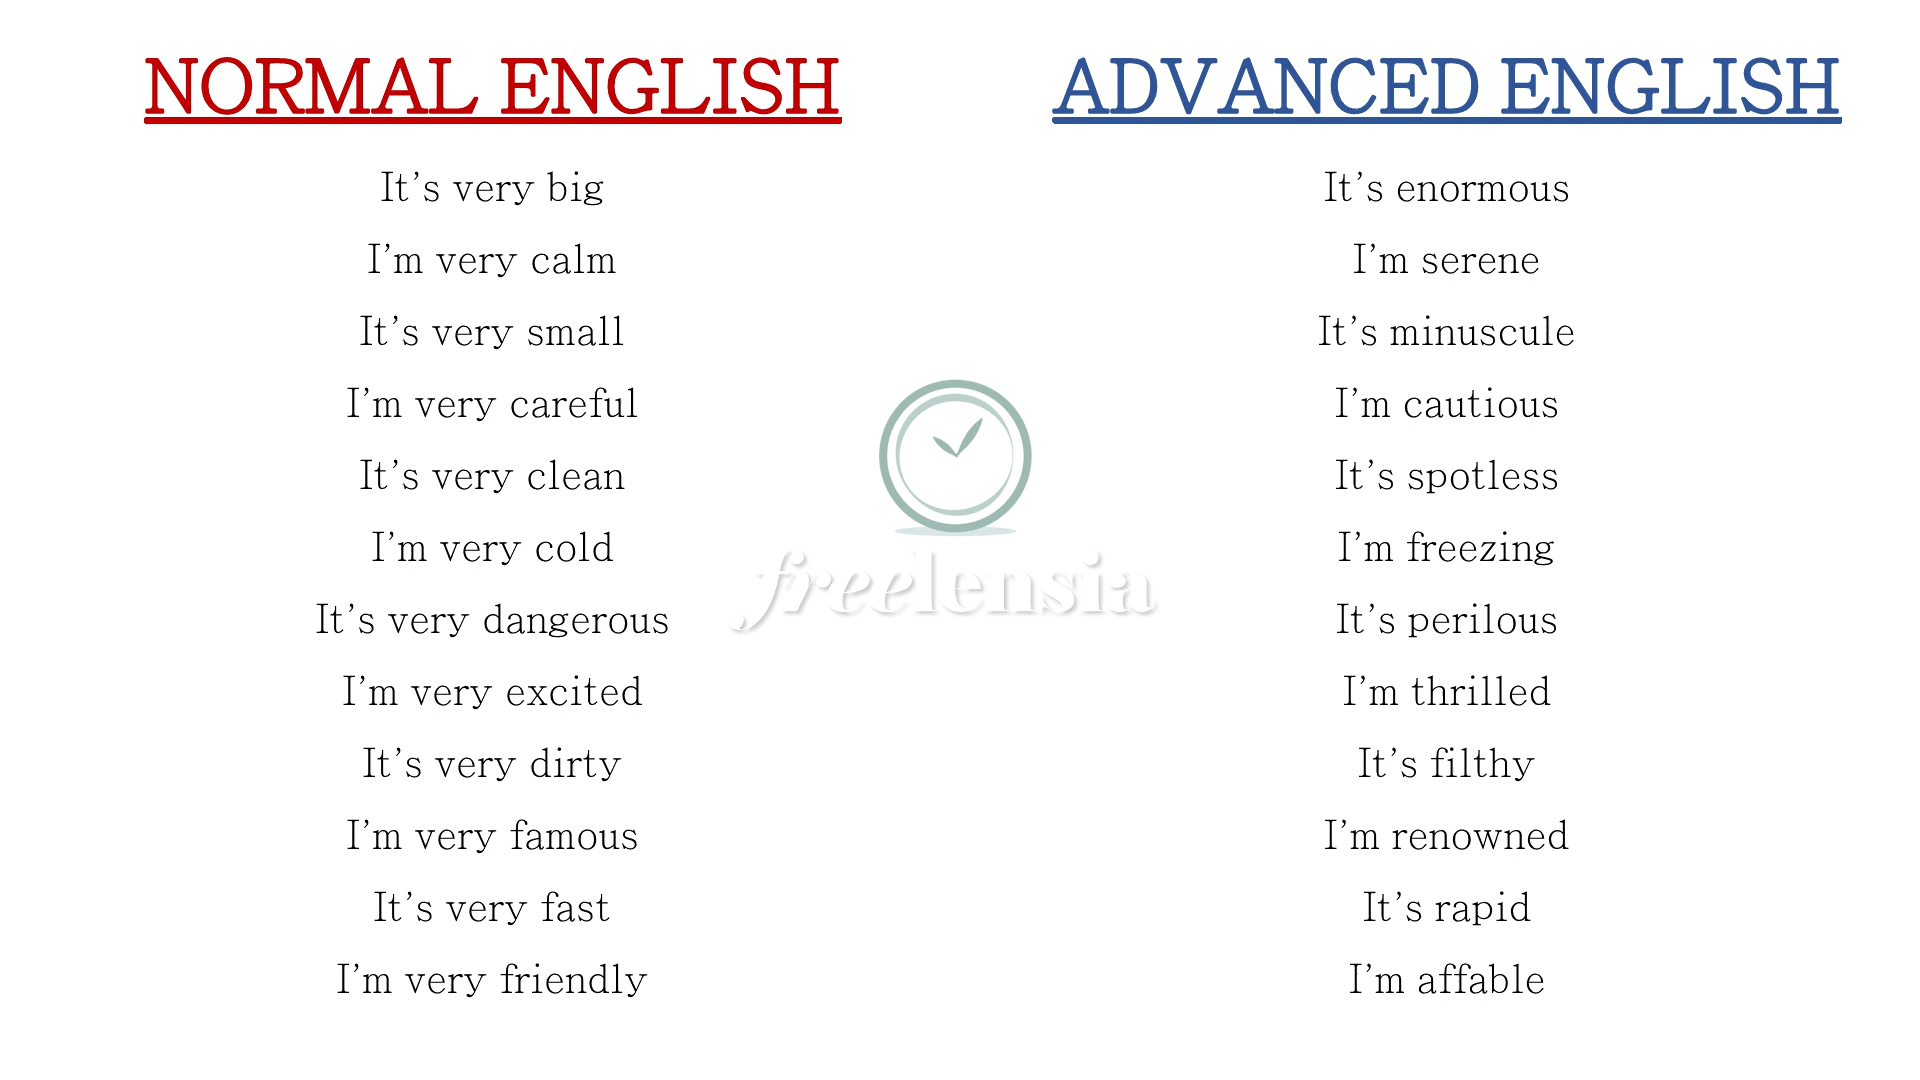 NORMAL ENGLISH
It’s very big
I’m very calm
It’s very small
I’m very careful
It’s very clean
I’m very cold
It’s very dangerous
I’m very excited
It’s very dirty
I’m very famous
It’s very fast
I’m very friendly
freelensia
ADVANCED ENGLISH
It’s enormous
I’m serene
It’s minuscule
I’m cautious
It’s spotless
I’m freezing
It’s perilous
I’m thrilled
It’s filthy
I’m renowned
It’s rapid
I’m affable